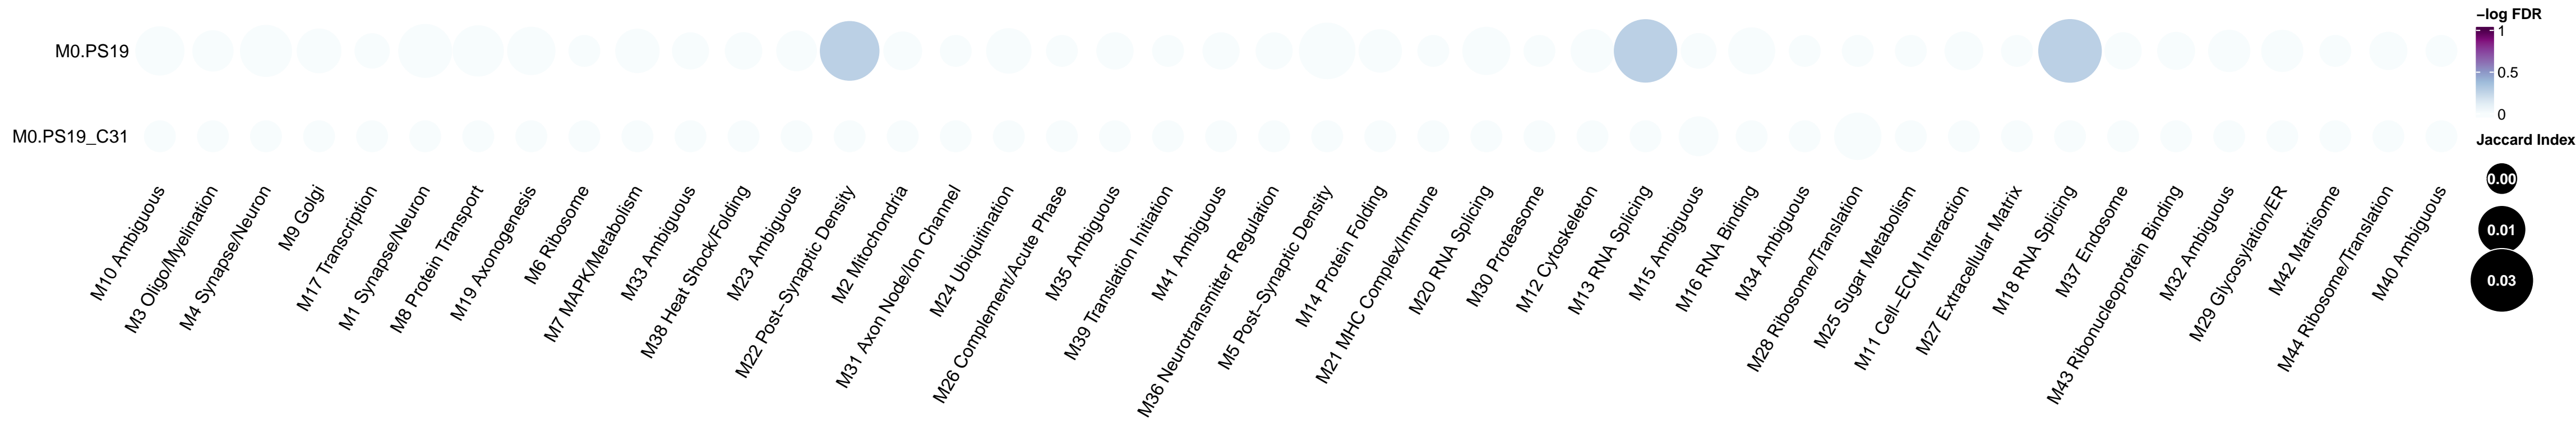 M0.PS19
M0.PS19_C31
M10 Ambiguous
M3 Oligo/Myelination
M4 Synapse/Neuron
M9 Golgi
M17 Transcription
M1 Synapse/Neuron
M8 Protein Transport
M19 Axonogenesis
M6 Ribosome
M7 MAPK/Metabolism
M33 Ambiguous
M38 Heat Shock/Folding
M23 Ambiguous
M22 Post−Synaptic Density
M2 Mitochondria
M31 Axon Node/Ion Channel
M24 Ubiquitination
M26 Complement/Acute Phase
M35 Ambiguous
M39 Translation Initiation
M41 Ambiguous
M36 Neurotransmitter Regulation
M5 Post−Synaptic Density
M14 Protein Folding
M21 MHC Complex/Immune
M20 RNA Splicing
M30 Proteasome
M12 Cytoskeleton
M13 RNA Splicing
M15 Ambiguous
M16 RNA Binding
M34 Ambiguous
M28 Ribosome/Translation
M25 Sugar Metabolism
M11 Cell−ECM Interaction
M27 Extracellular Matrix
M18 RNA Splicing
M37 Endosome
M43 Ribonucleoprotein Binding
M32 Ambiguous
M29 Glycosylation/ER
M42 Matrisome
M44 Ribosome/Translation
M40 Ambiguous
−log FDR
1
0.5
0
Jaccard Index
0.00
0.01
0.03